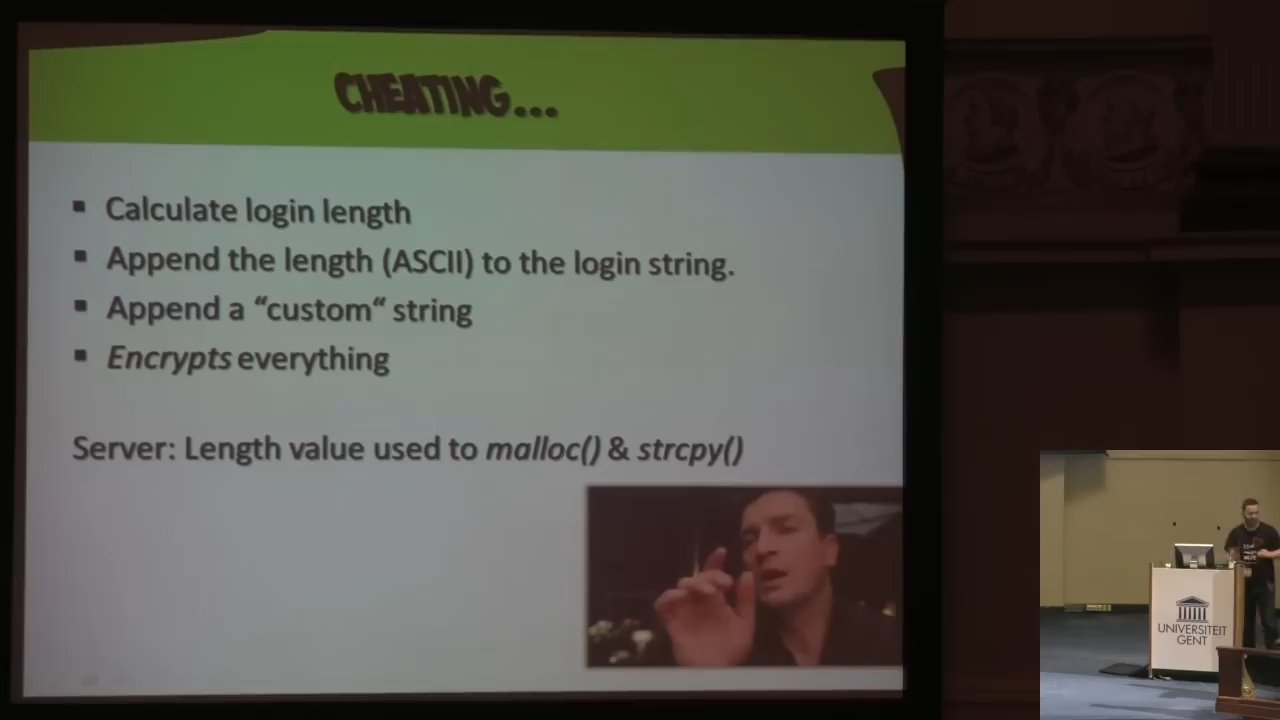 CHEATING...
▪ Calculate login length
▪ Append the length (ASCII) to the login string.
▪ Append a “custom“ string
▪ Encrypts everything
Server: Length value used to malloc() & strcpy()
UNIVERSITEIT
GENT